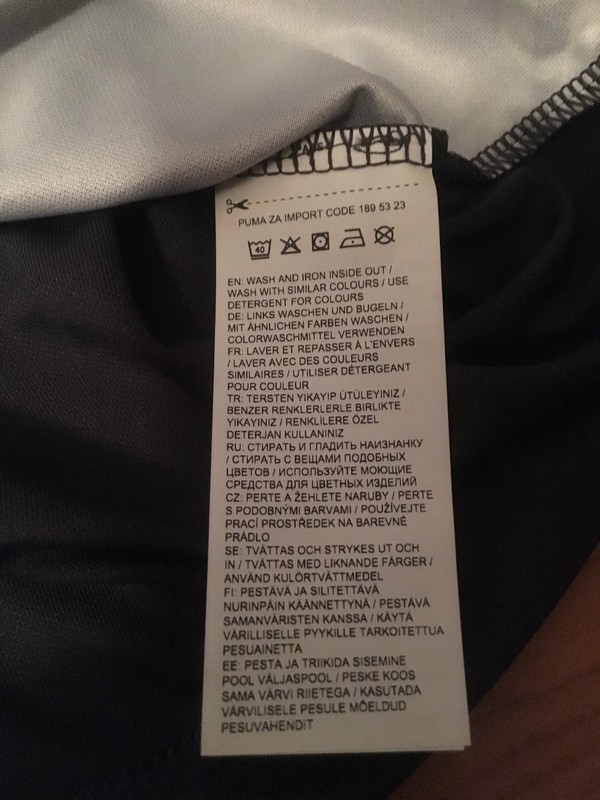 PUMA ZA IMPORT CODE 189 53 23
40
EN: WASH AND IRON INSIDE OUT /
WASH WITH SIMILAR COLOURS / USE
DETERGENT FOR COLOURS
DE: LINKS WASCHEN UND BUGELN /
MIT ÄHNLICHEN FARBEN WASCHEN /
COLORWASCHMITTEL VERWENDEN
FR: LAVER ET REPASSER À L'ENVERS
/ LAVER AVEC DES COULEURS
SIMILAIRES / UTILISER DÉTERGEANT
POUR COULEUR
TR: TERSTEN YIKAYIP ÜTÜLEYINIZ /
BENZER RENKLERLERLE BIRLIKTE
YIKAYINIZ / RENKLİLERE ÖZEL
DETERJAN KULLANINIZ
RU: СТИРАТЬ И ГЛАДИТЬ НАИЗНАНКУ
/ СТИРАТЬ С ВЕЩАМИ ПОДОБНЫХ
ЦВЕТОВ / ИСПОЛЬЗУЙТЕ МОЮЩИЕ
СРЕДСТВА ДЛЯ ЦВЕТНЫХ ИЗДЕЛИЙ
CZ: PERTE A ŽEHLETE NARUBY / PERTE
S PODOBNÝMI BARVAMI / POUŽÍVEJTE
PRACÍ PROSTŘEDEK NA BAREVNÉ
PRÁDLO
SE: TVÄTTAS OCH STRYKES UT OCH
IN / TVÄTTAS MED LIKNANDE FÄRGER /
ANVÄND KULÖRTVÄTTMEDEL
FI: PESTÄVÄ JA SILITETTÄVÄ
NURINPÄIN KÄÄNNETTYNÄ / PESTÄVÄ
SAMANVÄRISTEN KANSSA / KÄYTÄ
VÄRILLISELLE PYYKILLE TARKOITETTUA
PESUAINETTA
EE: PESTA JA TRIIKIDA SISEMINE
POOL VÄLJASPOOL / PESKE KOOS
SAMA VÄRVI RIIETEGA / KASUTADA
VÄRVILISELE PESULE MÕELDUD
PESUVAHENDIT